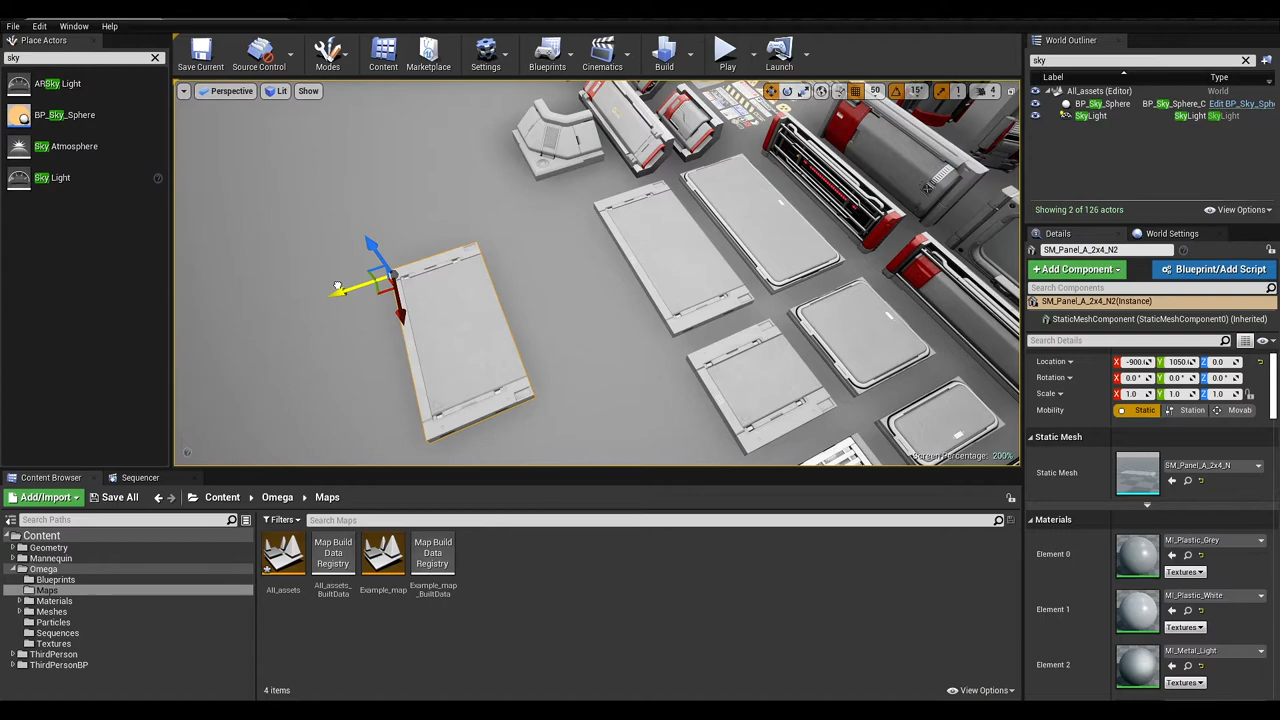 File Edit Window Help
Place Actors
sky
ARSky Light
BP_Sky_Sphere
Sky Atmosphere
Sky Light
Save Current
Source Control
Modes
Content
Marketplace
Settings
Blueprints
Cinematics
Build
Play
Launch
Perspective Lit Show
50 15° 1 4
Screen Percentage: 200%
World Outliner
sky
Label Type
All_assets (Editor) World
BP_Sky_Sphere BP_Sky_Sphere_C Edit BP_Sky_Sph
SkyLight SkyLight SkyLight
Showing 2 of 126 actors View Options
Details World Settings
SM_Panel_A_2x4_N2
+Add Component Blueprint/Add Script
Search Components
SM_Panel_A_2x4_N2(Instance)
StaticMeshComponent (StaticMeshComponent0) (Inherited)
Search Details
Location X -900. Y 1050. Z 0.0
Rotation X 0.0° Y 0.0° Z 0.0°
Scale X 1.0 Y 1.0 Z 1.0
Mobility Static Station Movab
Static Mesh
Static Mesh SM_Panel_A_2x4_N
Materials
Element 0 MI_Plastic_Grey
Textures
Element 1 MI_Plastic_White
Textures
Element 2 MI_Metal_Light
Textures
Content Browser Sequencer
Add/Import Save All Content Omega Maps
Search Paths
Filters Search Maps
Content
Geometry
Mannequin
Omega
Blueprints
Maps
Materials
Meshes
Particles
Sequences
Textures
ThirdPerson
ThirdPersonBP
All_assets
Map Build Data Registry
All_assets_BuiltData
Example_map
Map Build Data Registry
Example_map_BuiltData
4 items View Options